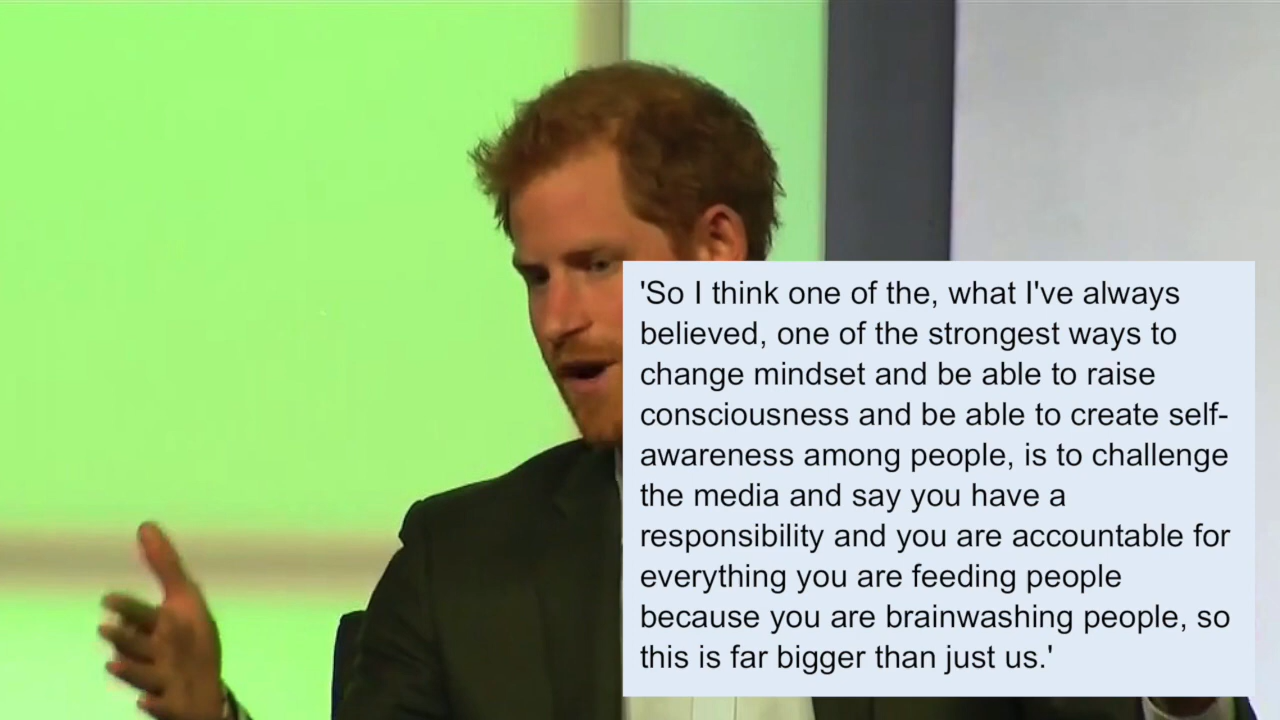 'So I think one of the, what I've always
believed, one of the strongest ways to
change mindset and be able to raise
consciousness and be able to create self-
awareness among people, is to challenge
the media and say you have a
responsibility and you are accountable for
everything you are feeding people
because you are brainwashing people, so
this is far bigger than just us.'